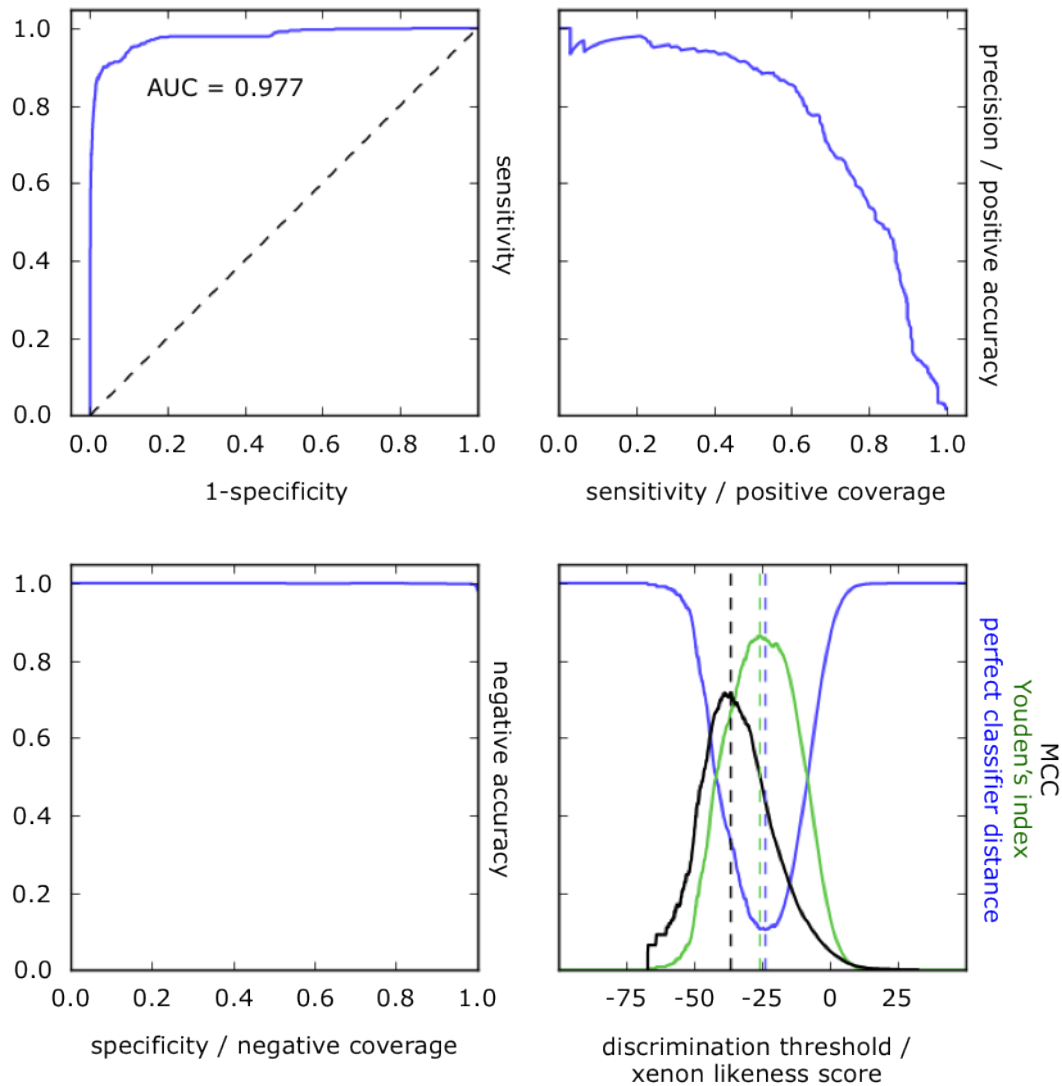 1.0
0.8
0.6
0.4
0.2
0.0
AUC = 0.977
sensitivity
0.0 0.2 0.4 0.6 0.8 1.0
1-specificity
precision / positive accuracy
0.0 0.2 0.4 0.6 0.8 1.0
sensitivity / positive coverage
1.0
0.8
0.6
0.4
0.2
0.0
negative accuracy
0.0 0.2 0.4 0.6 0.8 1.0
specificity / negative coverage
MCC
Youden's index
perfect classifier distance
-75 -50 -25 0 25
discrimination threshold /
xenon likeness score